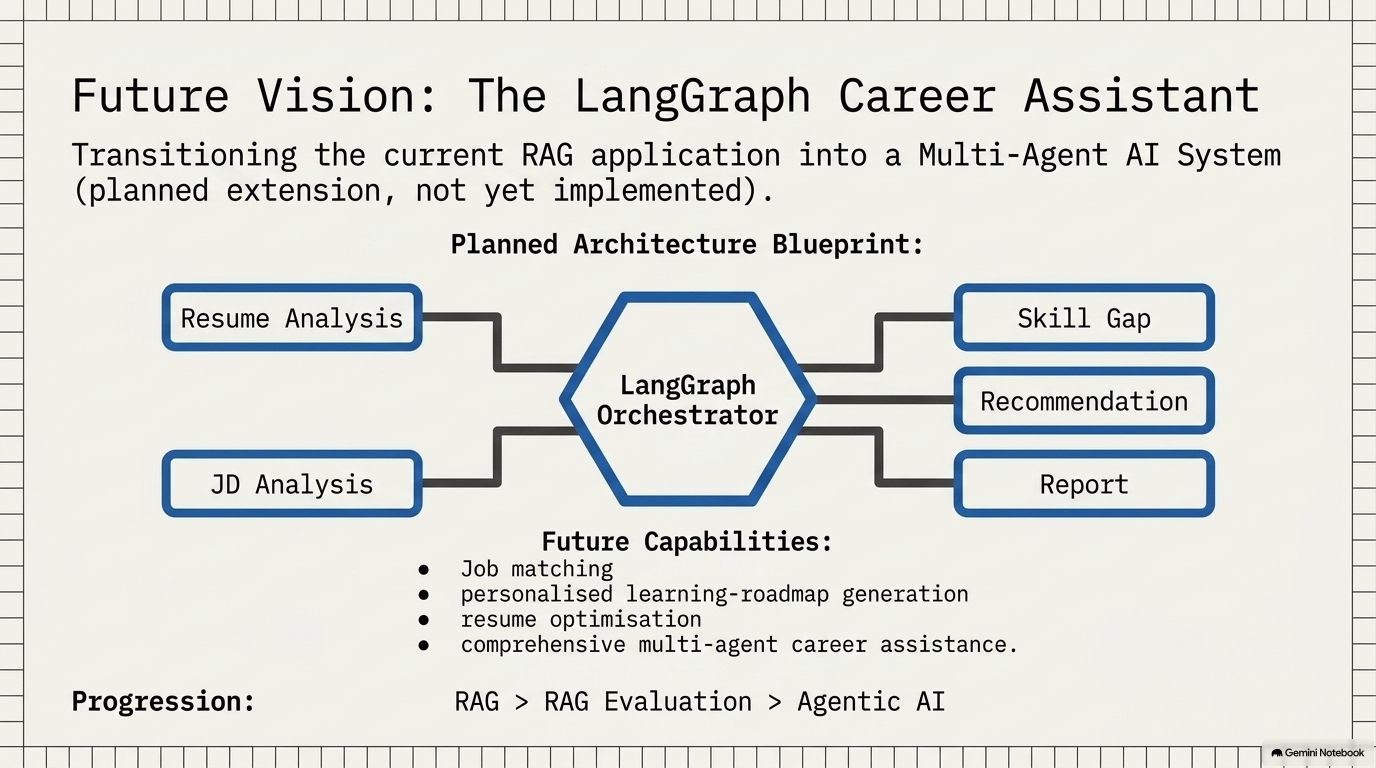 Future Vision: The LangGraph Career Assistant
Transitioning the current RAG application into a Multi-Agent AI System
(planned extension, not yet implemented).
Planned Architecture Blueprint:
Resume Analysis
JD Analysis
LangGraph
Orchestrator
Skill Gap
Recommendation
Report
Future Capabilities:
● Job matching
● personalised learning-roadmap generation
● resume optimisation
● comprehensive multi-agent career assistance.
Progression: RAG > RAG Evaluation > Agentic AI
Gemini Notebook